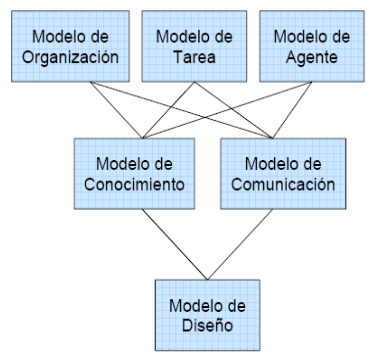 Modelo de
Organización
Modelo de
Tarea
Modelo de
Agente
Modelo de
Conocimiento
Modelo de
Comunicación
Modelo de
Diseño